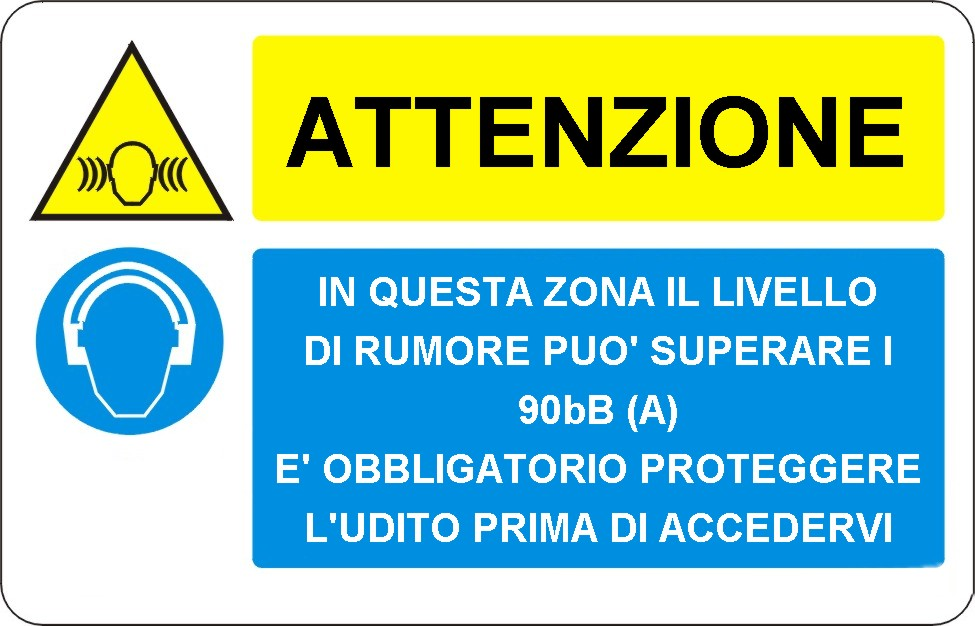 ATTENZIONE
IN QUESTA ZONA IL LIVELLO
DI RUMORE PUO' SUPERARE I
90bB (A)
E' OBBLIGATORIO PROTEGGERE
L'UDITO PRIMA DI ACCEDERVI